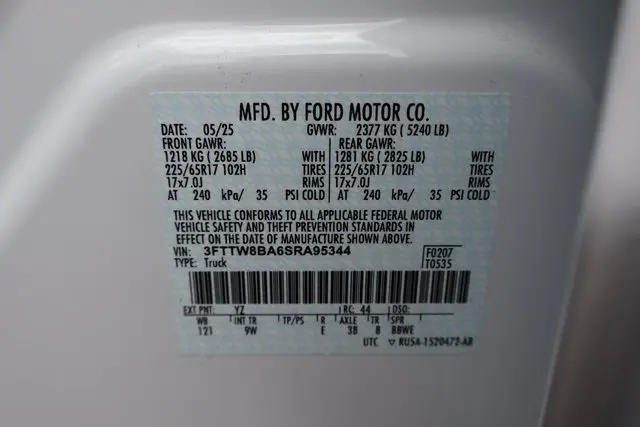 MFD. BY FORD MOTOR CO.
DATE: 05/25 GVWR: 2377 KG ( 5240 LB)
FRONT GAWR: REAR GAWR:
1218 KG ( 2685 LB) WITH 1281 KG ( 2825 LB) WITH
225/65R17 102H TIRES 225/65R17 102H TIRES
17x7.0J RIMS 17x7.0J RIMS
AT 240 kPa/ 35 PSI COLD AT 240 kPa/ 35 PSI COLD
THIS VEHICLE CONFORMS TO ALL APPLICABLE FEDERAL MOTOR
VEHICLE SAFETY AND THEFT PREVENTION STANDARDS IN
EFFECT ON THE DATE OF MANUFACTURE SHOWN ABOVE.
VIN: 3FTTW8BA6SRA95344 F0207
TYPE: Truck T0535
EXT PNT: YZ RC: 44 DSO:
WB INT TR TP/PS R AXLE TR SPR
121 9W E 3B 8 BBWE
UTC ▽ RU5A-1520472-AB